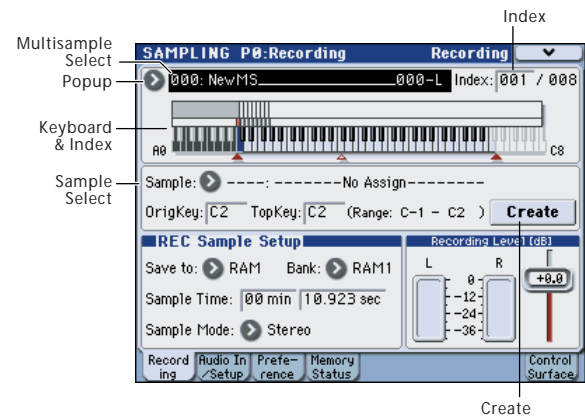 Index
Multisample
Select
Popup
Keyboard
& Index
Sample
Select
SAMPLING P0:Recording Recording
000: NewMS_______________000-L Index: 001 / 008
A0 C8
Sample: ----: -------No Assign--------
OrigKey: C2 TopKey: C2 (Range: C-1 - C2 ) Create
REC Sample Setup Recording Level [dB]
Save to: RAM Bank: RAM1 L R
0
-12
-24
-36
+0.0
Sample Time: 00 min 10.923 sec
Sample Mode: Stereo
Record
ing
Audio In
/Setup
Prefe-
rence
Memory
Status
Control
Surface
Create